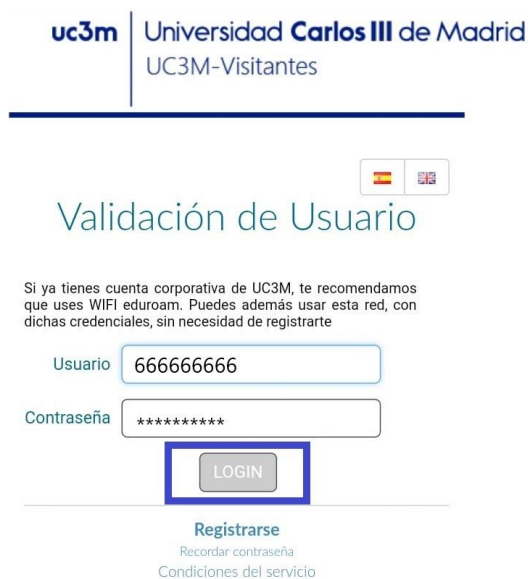 uc3m Universidad Carlos III de Madrid
UC3M-Visitantes
Validación de Usuario
Si ya tienes cuenta corporativa de UC3M, te recomendamos
que uses WIFI eduroam. Puedes además usar esta red, con
dichas credenciales, sin necesidad de registrarte
Usuario 666666666
Contraseña **********
LOGIN
Registrarse
Recordar contraseña
Condiciones del servicio